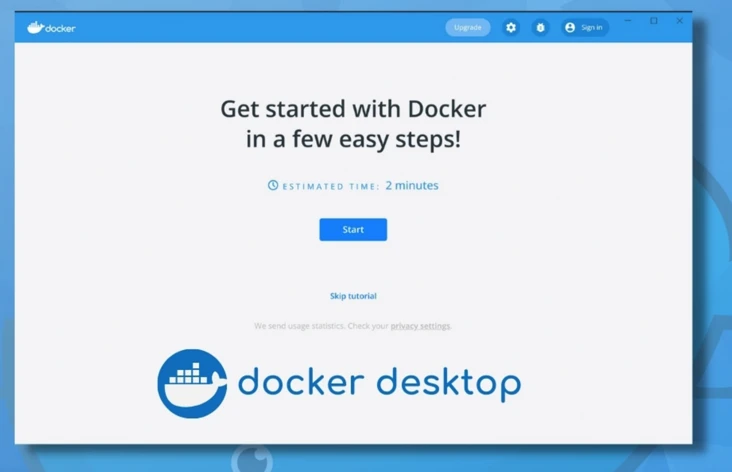 docker
Upgrade
Sign in
Get started with Docker
in a few easy steps!
ESTIMATED TIME: 2 minutes
Start
Skip tutorial
We send usage statistics. Check your privacy settings.
docker desktop